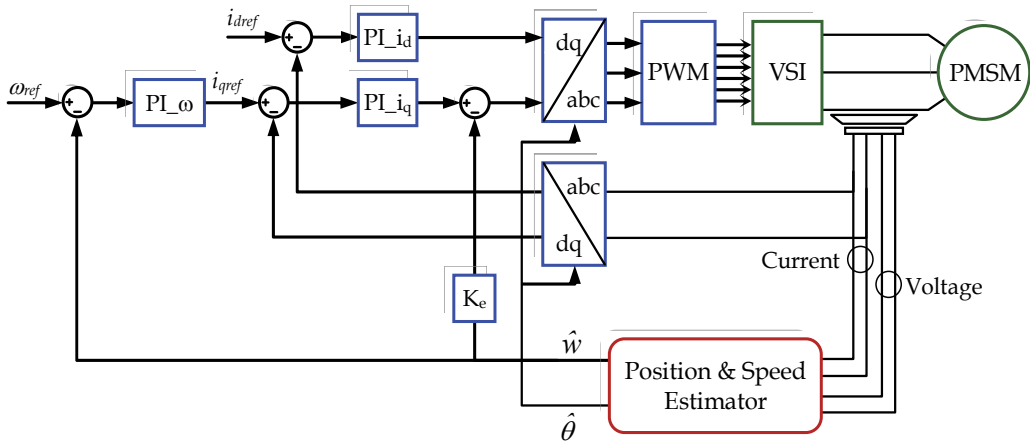 i_dref
+
-
PI_i_d
dq
abc
PWM
VSI
PMSM
ω_ref
+
-
PI_ω
i_qref
+
-
PI_i_q
+
-
abc
dq
Current
Voltage
K_e
ŵ
θ̂
Position & Speed
Estimator